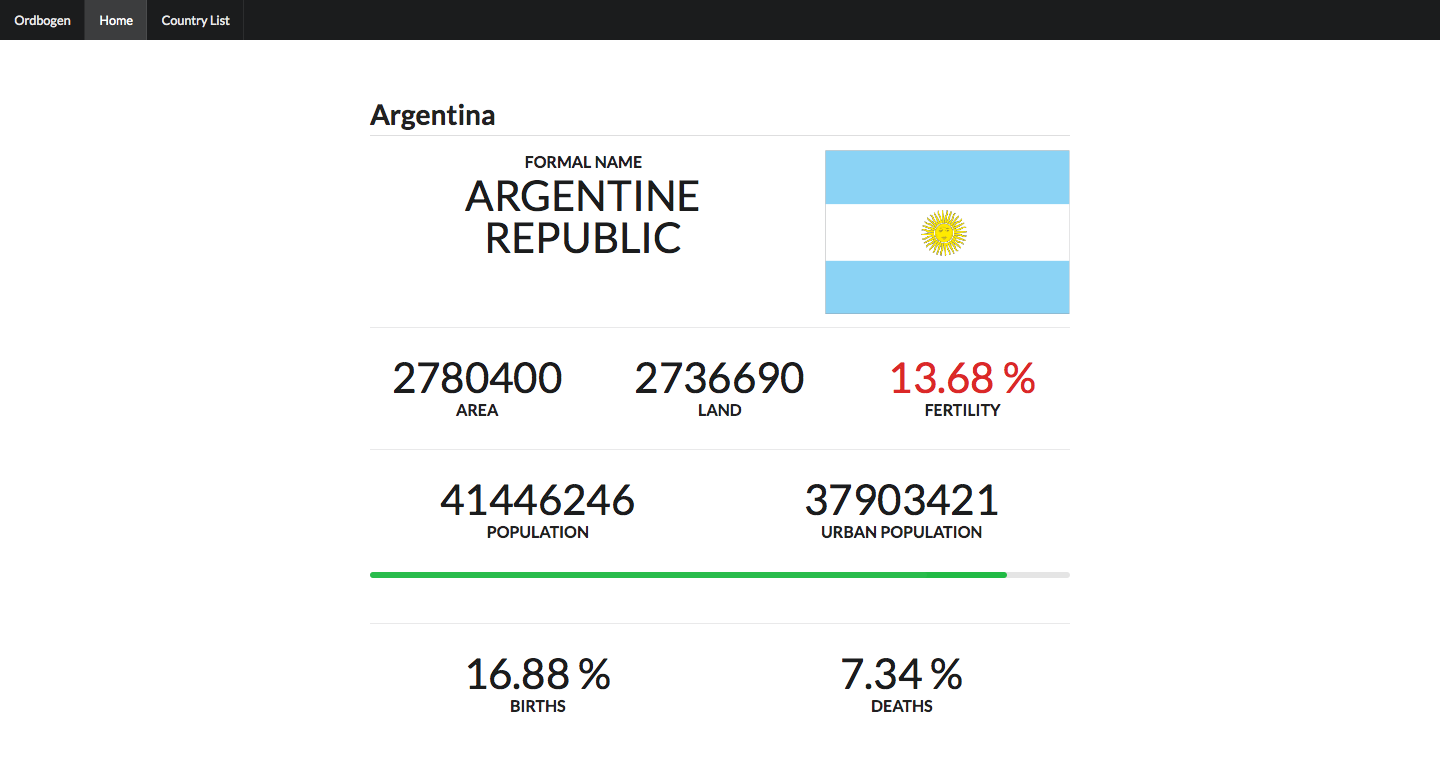 Ordbogen Home Country List
Argentina
FORMAL NAME
ARGENTINE
REPUBLIC
2780400 2736690 13.68 %
AREA LAND FERTILITY
41446246 37903421
POPULATION URBAN POPULATION
16.88 % 7.34 %
BIRTHS DEATHS